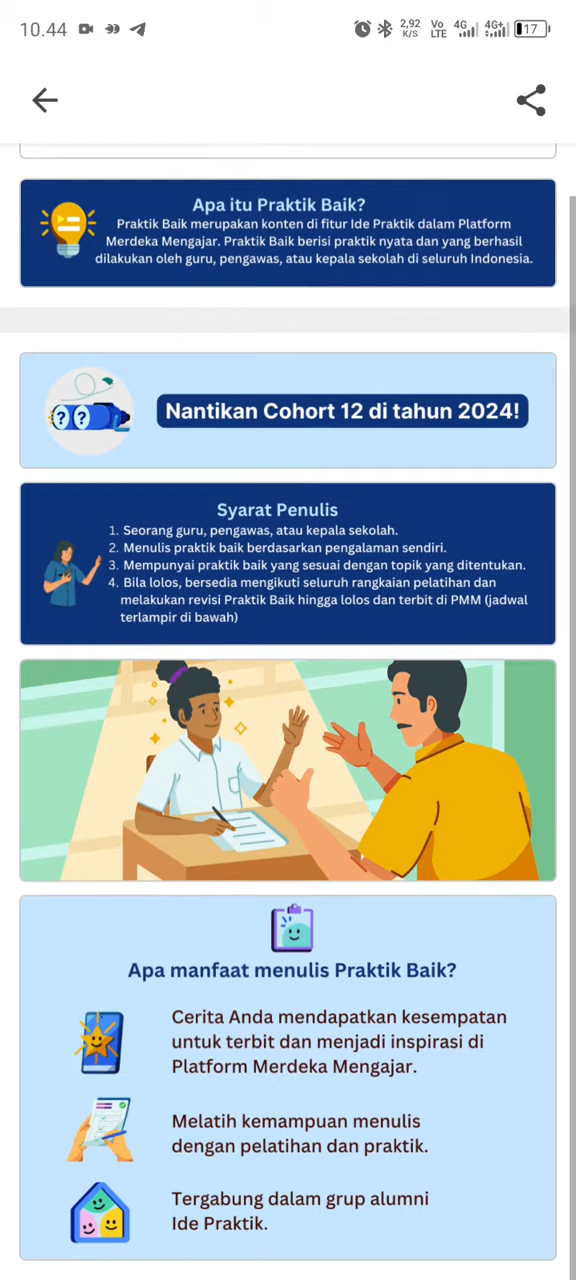 10.44
2,92
K/S
Vo
LTE
4G
4G+
17
Apa itu Praktik Baik?
Praktik Baik merupakan konten di fitur Ide Praktik dalam Platform
Merdeka Mengajar. Praktik Baik berisi praktik nyata dan yang berhasil
dilakukan oleh guru, pengawas, atau kepala sekolah di seluruh Indonesia.
? ?
Nantikan Cohort 12 di tahun 2024!
Syarat Penulis
1. Seorang guru, pengawas, atau kepala sekolah.
2. Menulis praktik baik berdasarkan pengalaman sendiri.
3. Mempunyai praktik baik yang sesuai dengan topik yang ditentukan.
4. Bila lolos, bersedia mengikuti seluruh rangkaian pelatihan dan
melakukan revisi Praktik Baik hingga lolos dan terbit di PMM (jadwal
terlampir di bawah)
Apa manfaat menulis Praktik Baik?
Cerita Anda mendapatkan kesempatan
untuk terbit dan menjadi inspirasi di
Platform Merdeka Mengajar.
Melatih kemampuan menulis
dengan pelatihan dan praktik.
Tergabung dalam grup alumni
Ide Praktik.